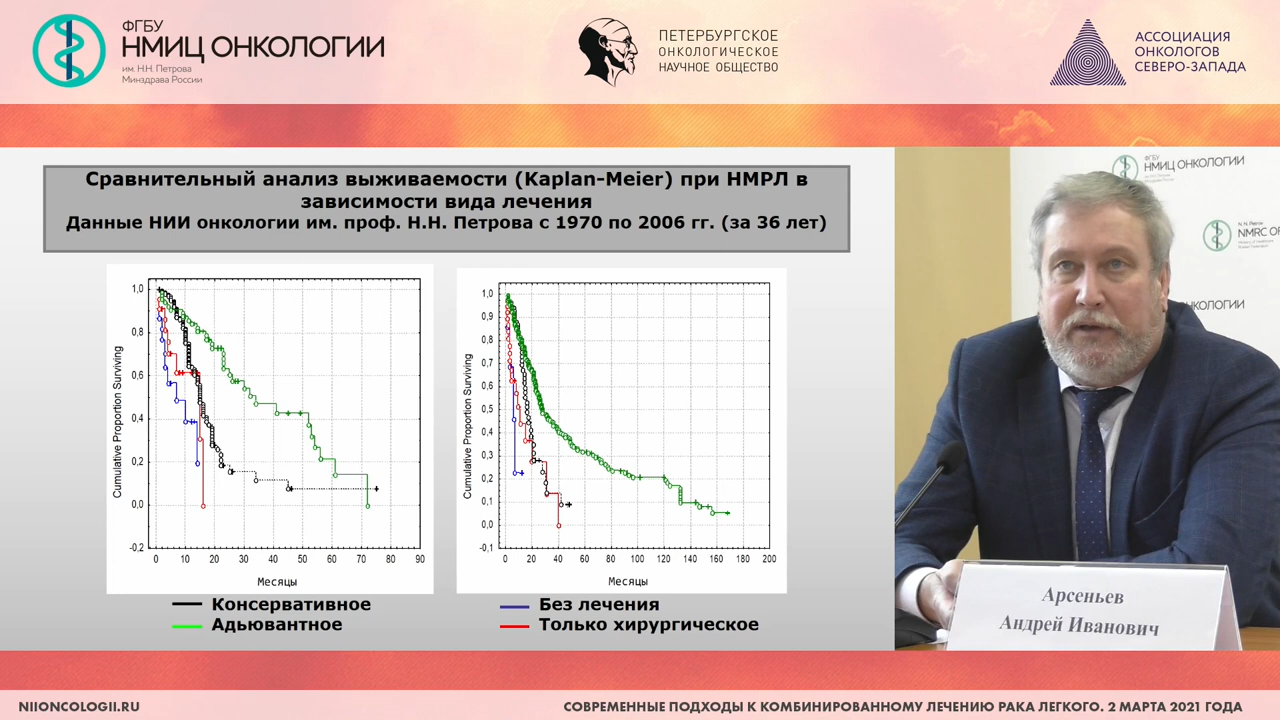 ФГБУ
НМИЦ ОНКОЛОГИИ
им. Н.Н. Петрова
Минздрава России
ПЕТЕРБУРГСКОЕ
ОНКОЛОГИЧЕСКОЕ
НАУЧНОЕ ОБЩЕСТВО
АССОЦИАЦИЯ
ОНКОЛОГОВ
СЕВЕРО-ЗАПАДА
Сравнительный анализ выживаемости (Kaplan-Meier) при НМРЛ в
зависимости вида лечения
Данные НИИ онкологии им. проф. Н.Н. Петрова с 1970 по 2006 гг. (за 36 лет)
Cumulative Proportion Surviving
1,0
0,8
0,6
0,4
0,2
0,0
-0,2
0 10 20 30 40 50 60 70 80 90
Месяцы
Cumulative Proportion Surviving
1,0
0,9
0,8
0,7
0,6
0,5
0,4
0,3
0,2
0,1
0,0
-0,1
0 20 40 60 80 100 120 140 160 180 200
Месяцы
Консервативное
Адьювантное
Без лечения
Только хирургическое
ФГБУ
НМИЦ ОНКОЛОГИИ
N.N. Petrov
NMRC OF
НКОЛОГИИ
Арсеньев
Андрей Иванович
NIIONCOLOGII.RU
СОВРЕМЕННЫЕ ПОДХОДЫ К КОМБИНИРОВАННОМУ ЛЕЧЕНИЮ РАКА ЛЕГКОГО. 2 МАРТА 2021 ГОДА